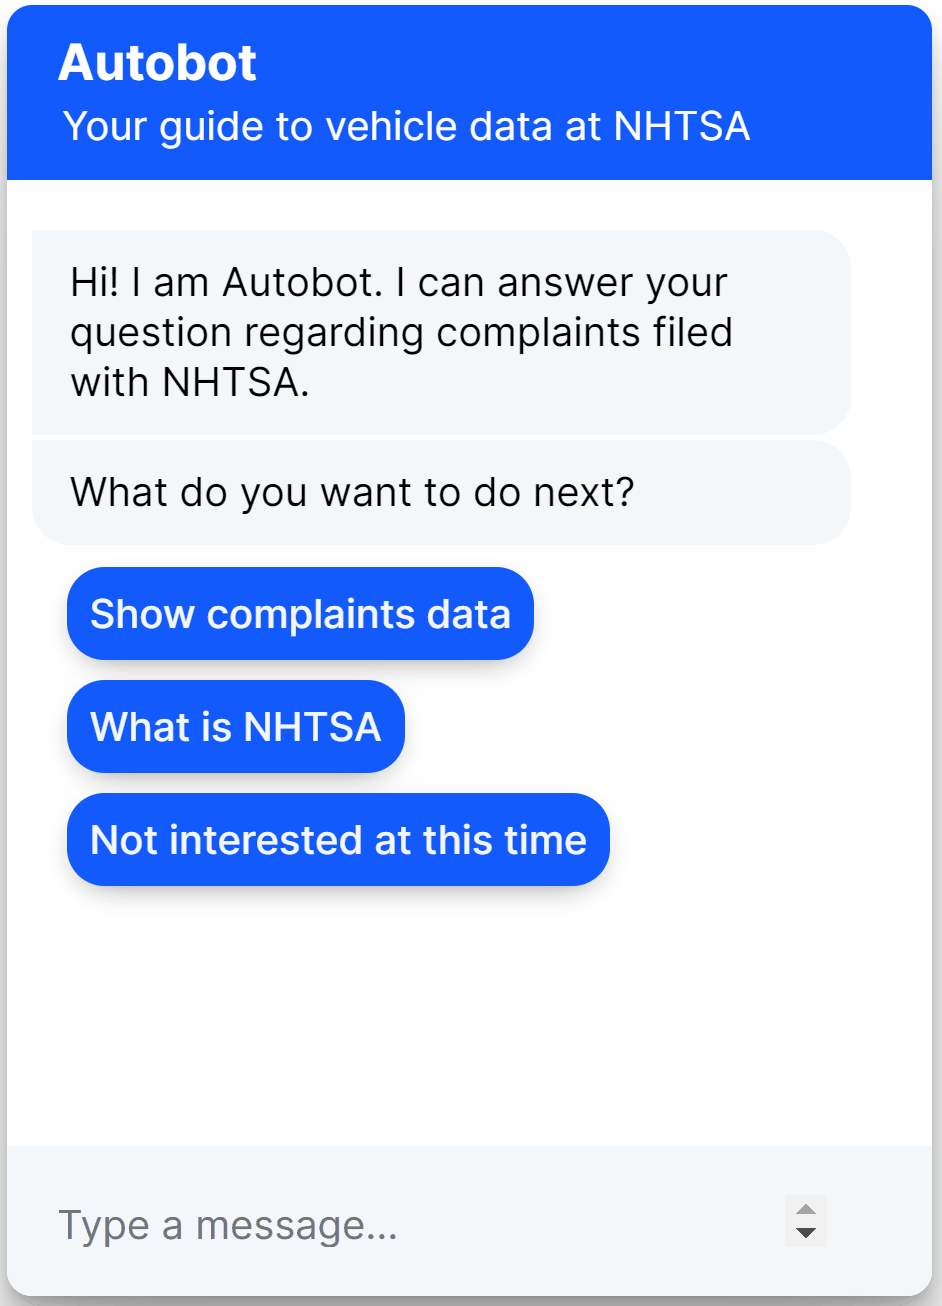 Autobot
Your guide to vehicle data at NHTSA
Hi! I am Autobot. I can answer your
question regarding complaints filed
with NHTSA.
What do you want to do next?
Show complaints data
What is NHTSA
Not interested at this time
Type a message...